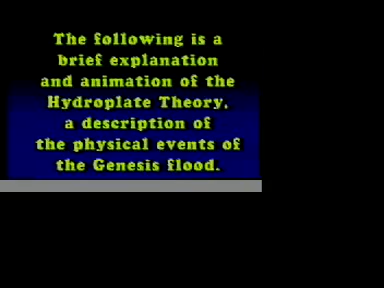 The following is a
brief explanation
and animation of the
Hydroplate Theory,
a description of
the physical events of
the Genesis flood.